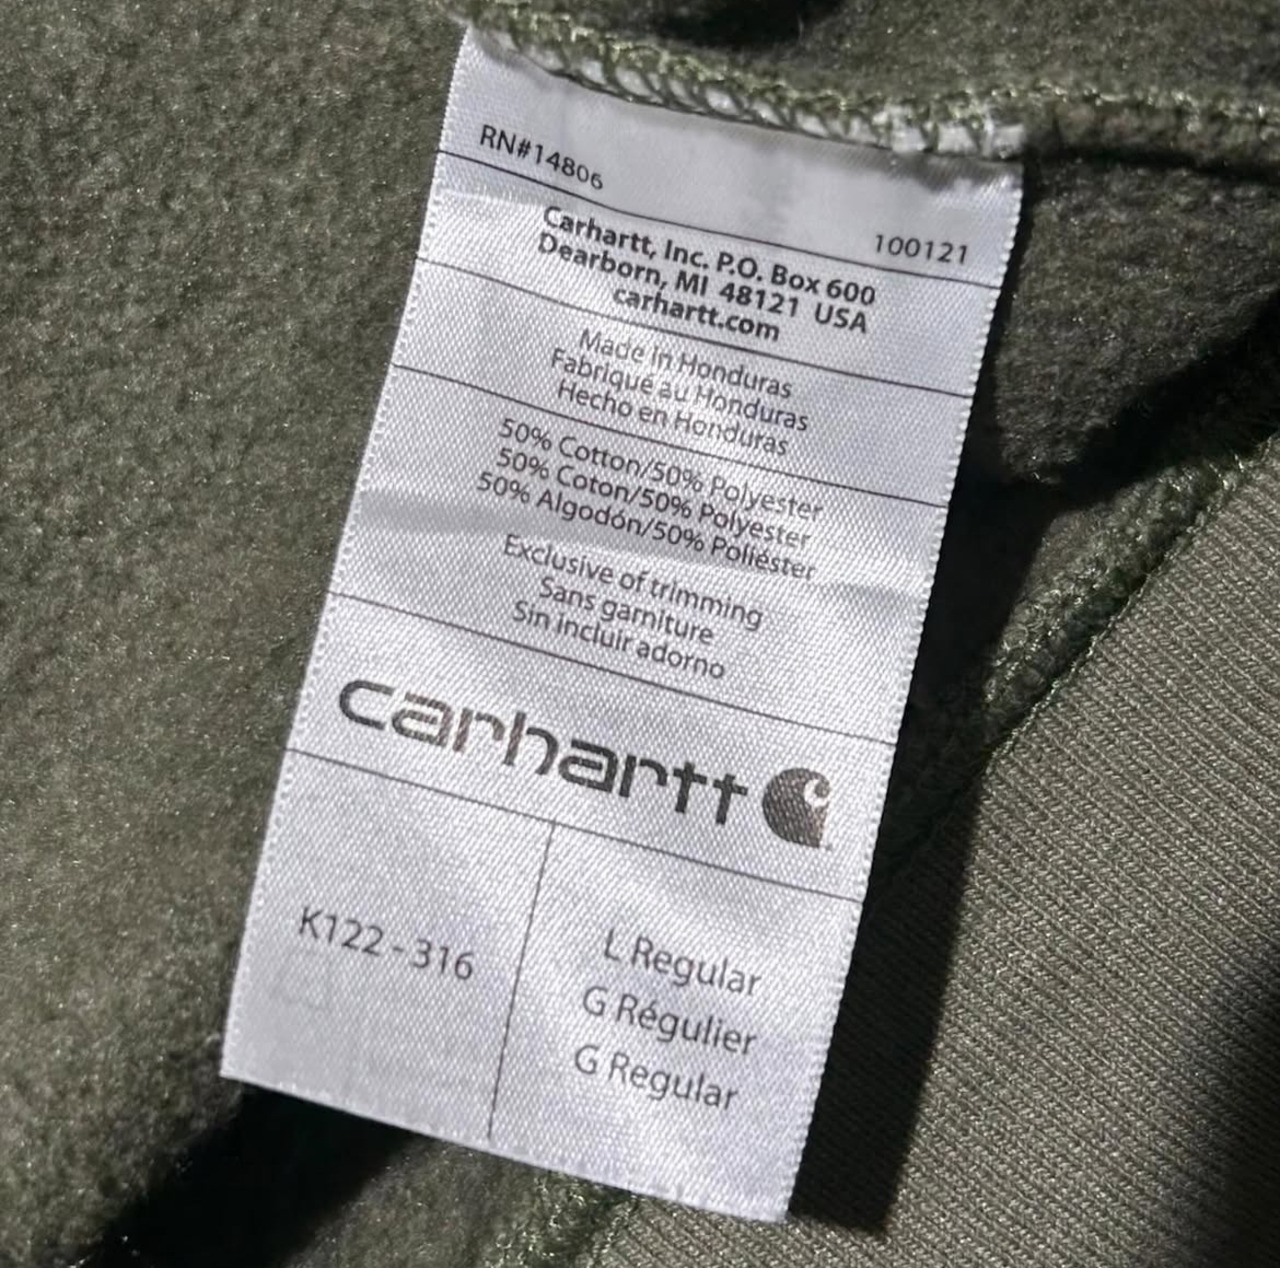 RN#14806
100121
Carhartt, Inc. P.O. Box 600
Dearborn, MI 48121 USA
carhartt.com
Made in Honduras
Fabriqué au Honduras
Hecho en Honduras
50% Cotton/50% Polyester
50% Coton/50% Polyester
50% Algodón/50% Poliéster
Exclusive of trimming
Sans garniture
Sin incluir adorno
carhartt
K122 - 316
L Regular
G Régulier
G Regular